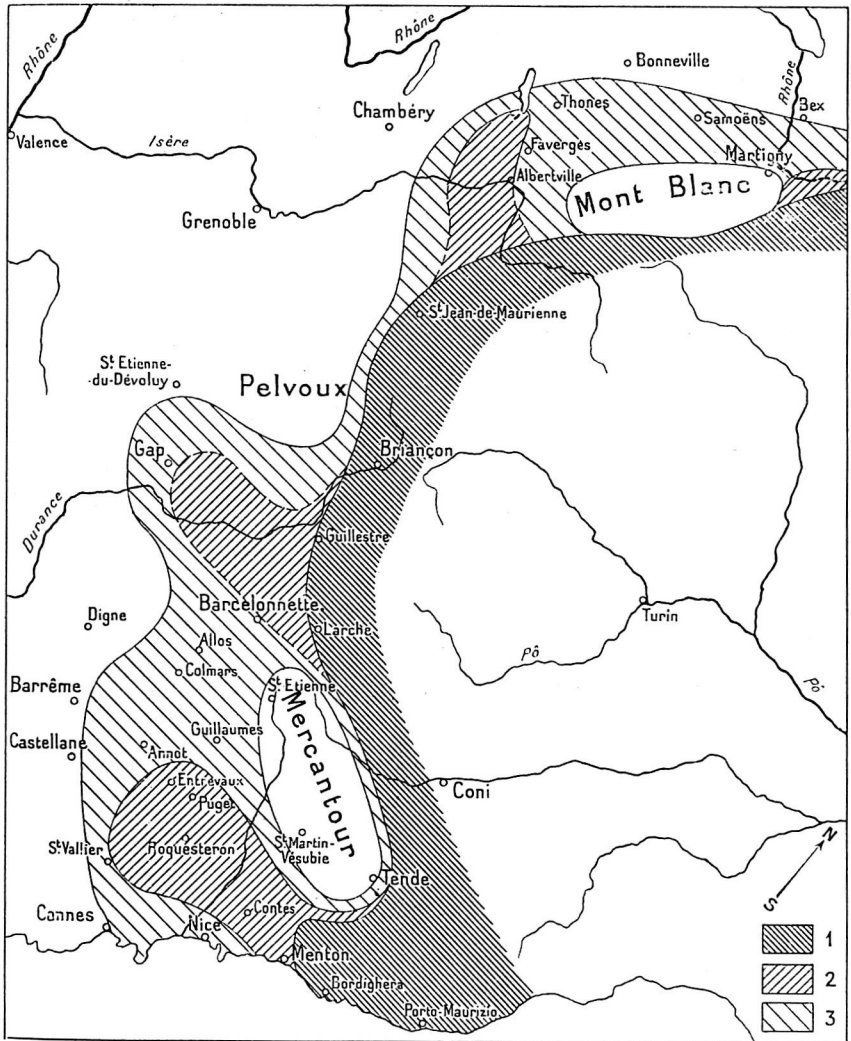 Rhône
Rhône
Bonneville
Rhône
Chambéry
Thones
Samoëns
Bex
Valence
Isère
Faverges
Martigny
Albertville
Mont Blanc
Grenoble
St Jean-de-Maurienne
St Etienne-
du-Dévoluy
Pelvoux
Gap
Briançon
Durance
Guillestre
Barcelonnette
Turin
Digne
Larche
Allos
Pô
Colmars
Pô
Barrême
St Etienne
Mercantour
Guillaumes
Castellane
Annot
Entrevaux
Coni
Puget
N
St Martin-
Vésubie
Roquesteron
St Vallier
Tende
S
Cannes
Contes
Nice
Menton
Bordighera
Porto-Maurizio
1
2
3